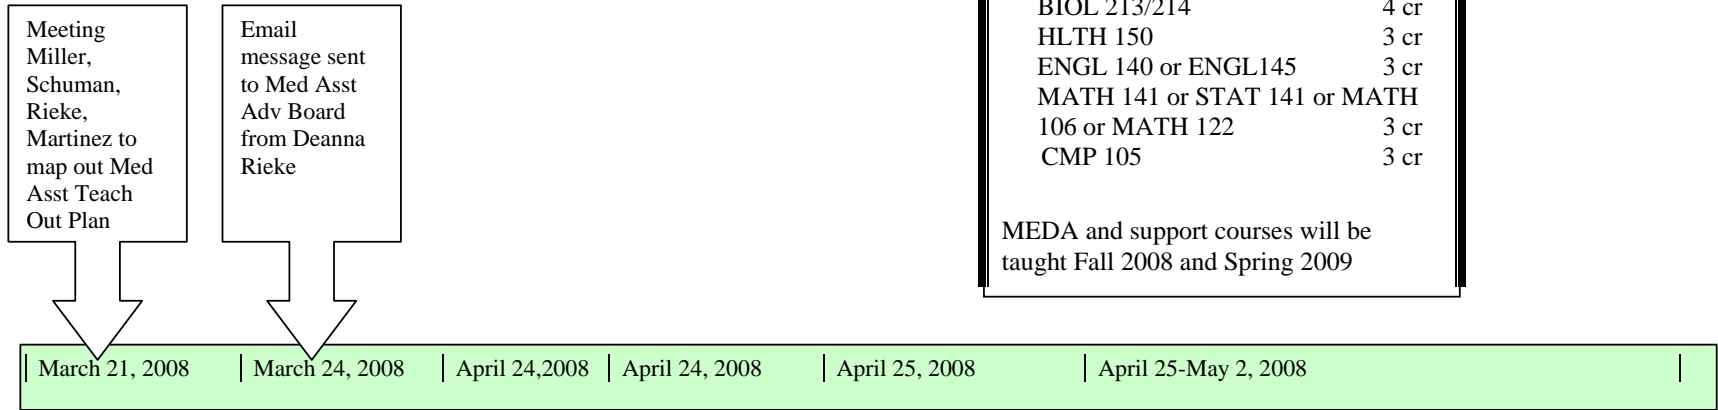 Meeting
Miller,
Schuman,
Rieke,
Martinez to
map out Med
Asst Teach
Out Plan
Email
message sent
to Med Asst
Adv Board
from Deanna
Rieke
BIOL 213/214 4 cr
HLTH 150 3 cr
ENGL 140 or ENGL145 3 cr
MATH 141 or STAT 141 or MATH
106 or MATH 122 3 cr
CMP 105 3 cr
MEDA and support courses will be
taught Fall 2008 and Spring 2009
March 21, 2008 March 24, 2008 April 24,2008 April 24, 2008 April 25, 2008 April 25-May 2, 2008